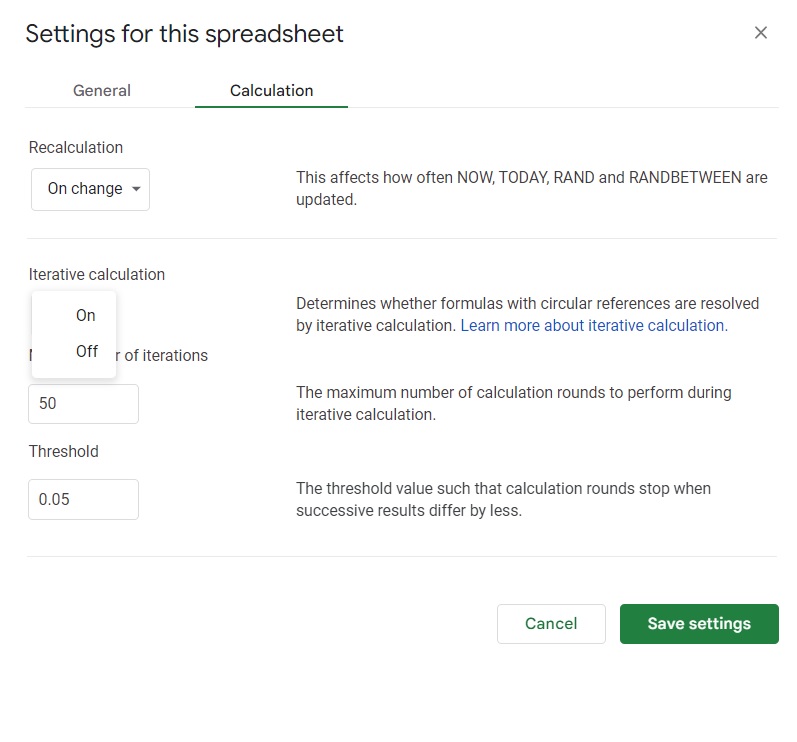 Settings for this spreadsheet
General
Calculation
Recalculation
On change
This affects how often NOW, TODAY, RAND and RANDBETWEEN are
updated.
Iterative calculation
On
Off
Determines whether formulas with circular references are resolved
by iterative calculation. Learn more about iterative calculation.
of iterations
50
The maximum number of calculation rounds to perform during
iterative calculation.
Threshold
0.05
The threshold value such that calculation rounds stop when
successive results differ by less.
Cancel
Save settings